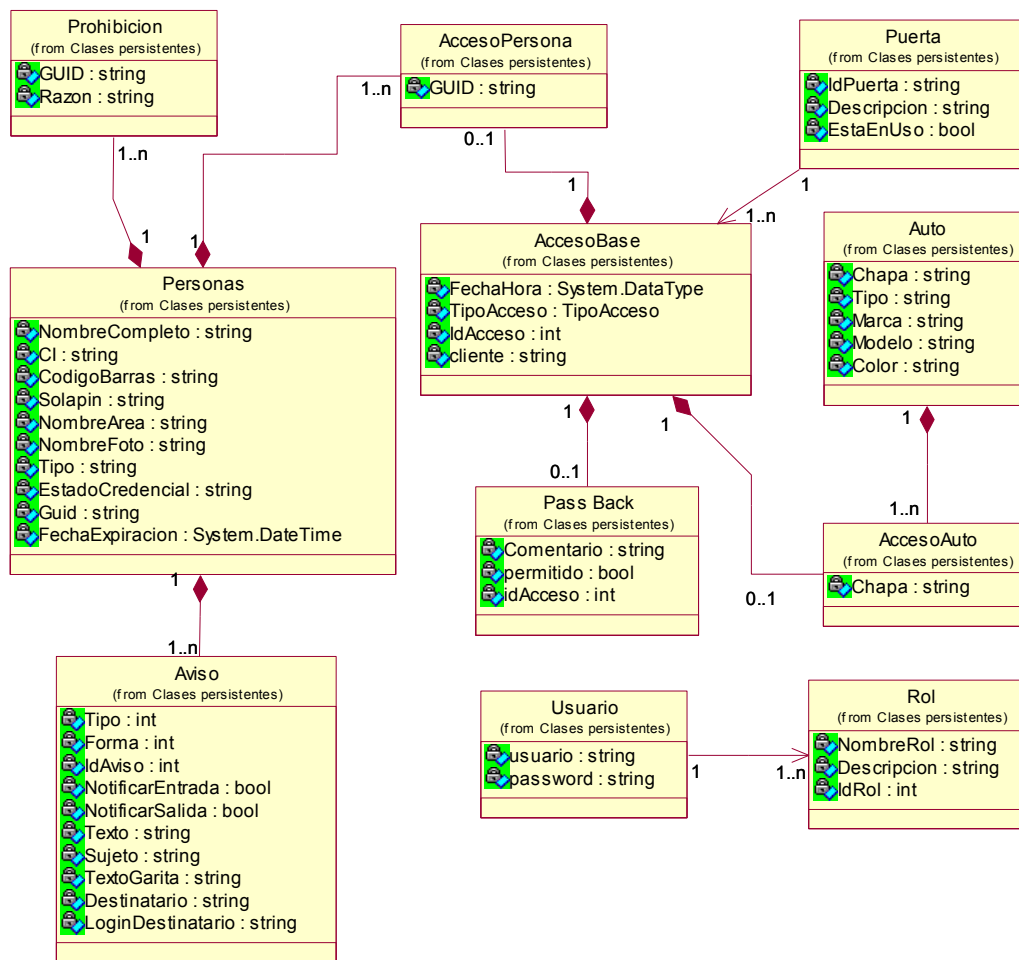 Prohibicion
(from Clases persistentes)
GUID : string
Razon : string
AccesoPersona
(from Clases persistentes)
GUID : string
Puerta
(from Clases persistentes)
IdPuerta : string
Descripcion : string
EstaEnUso : bool
1..n
1..n
0..1
1
1
1
1
1..n
Personas
(from Clases persistentes)
NombreCompleto : string
CI : string
CodigoBarras : string
Solapin : string
NombreArea : string
NombreFoto : string
Tipo : string
EstadoCredencial : string
Guid : string
FechaExpiracion : System.DateTime
AccesoBase
(from Clases persistentes)
FechaHora : System.DataType
TipoAcceso : TipoAcceso
IdAcceso : int
cliente : string
Auto
(from Clases persistentes)
Chapa : string
Tipo : string
Marca : string
Modelo : string
Color : string
1
1
1
0..1
1..n
Pass Back
(from Clases persistentes)
Comentario : string
permitido : bool
idAcceso : int
AccesoAuto
(from Clases persistentes)
Chapa : string
0..1
1
1..n
Aviso
(from Clases persistentes)
Tipo : int
Forma : int
IdAviso : int
NotificarEntrada : bool
NotificarSalida : bool
Texto : string
Sujeto : string
TextoGarita : string
Destinatario : string
LoginDestinatario : string
Usuario
(from Clases persistentes)
usuario : string
password : string
1
1..n
Rol
(from Clases persistentes)
NombreRol : string
Descripcion : string
IdRol : int